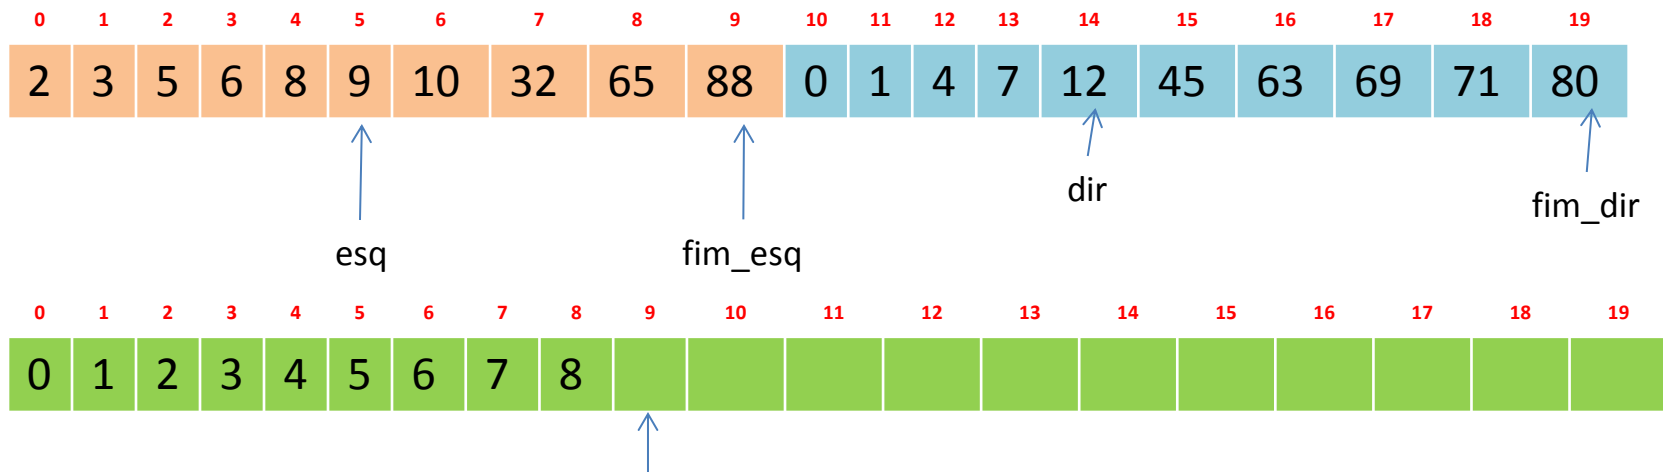 0 1 2 3 4 5 6 7 8 9 10 11 12 13 14 15 16 17 18 19
2 3 5 6 8 9 10 32 65 88 0 1 4 7 12 45 63 69 71 80
dir
fim_dir
esq fim_esq
0 1 2 3 4 5 6 7 8 9 10 11 12 13 14 15 16 17 18 19
0 1 2 3 4 5 6 7 8